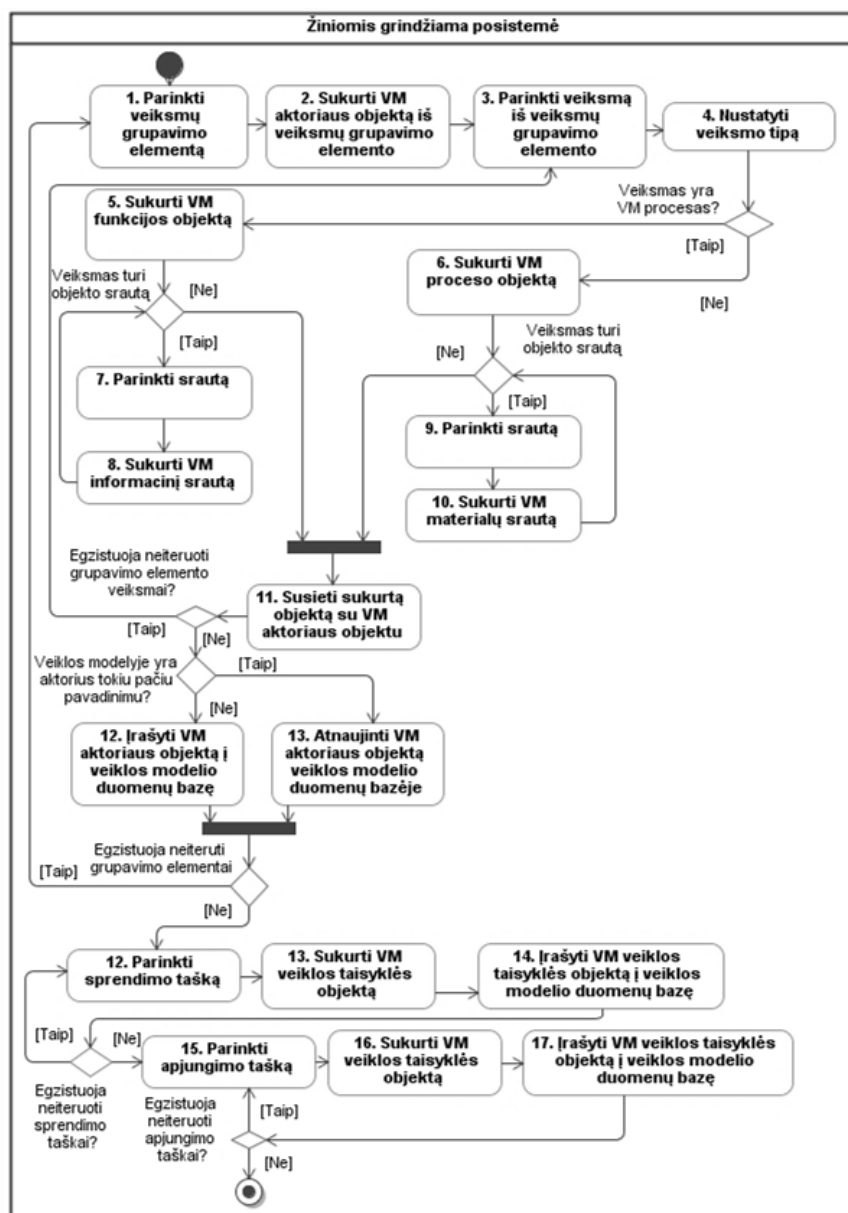 Žiniomis grindžiama posistemė
1. Parinkti
veiksmų
grupavimo
elementą
2. Sukurti VM
aktoriaus objektą iš
veiksmų grupavimo
elemento
3. Parinkti veiksmą
iš veiksmų
grupavimo
elemento
4. Nustatyti
veiksmo tipą
Veiksmas yra
VM procesas?
[Taip]
[Ne]
5. Sukurti VM
funkcijos objektą
6. Sukurti VM
proceso objektą
Veiksmas turi
objekto srautą
[Ne]
[Taip]
Veiksmas turi
objekto srautą
[Ne]
[Taip]
7. Parinkti srautą
8. Sukurti VM
informacinį srautą
9. Parinkti srautą
10. Sukurti VM
materialų srautą
Egzistuoja neiteruoti
grupavimo elemento
veiksmai?
11. Susieti sukurtą
objektą su VM
aktoriaus objektu
[Taip]
[Ne]
Veiklos modelyje yra
aktorius tokiu pačiu
pavadinimu?
[Taip]
[Ne]
12. Įrašyti VM
aktoriaus objektą į
veiklos modelio
duomenų bazę
13. Atnaujinti VM
aktoriaus objektą
veiklos modelio
duomenų bazėje
Egzistuoja neiteruti
grupavimo elementai
[Taip]
[Ne]
12. Parinkti
sprendimo tašką
13. Sukurti VM
veiklos taisyklės
objektą
14. Įrašyti VM veiklos
taisyklės objektą į veiklos
modelio duomenų bazę
[Taip]
[Ne]
Egzistuoja
neiteruoti
sprendimo
taškai?
15. Parinkti
apjungimo tašką
16. Sukurti VM
veiklos taisyklės
objektą
17. Įrašyti VM veiklos taisyklės
objektą į veiklos modelio
duomenų bazę
Egzistuoja
neiteruoti
apjungimo
taškai?
[Taip]
[Ne]